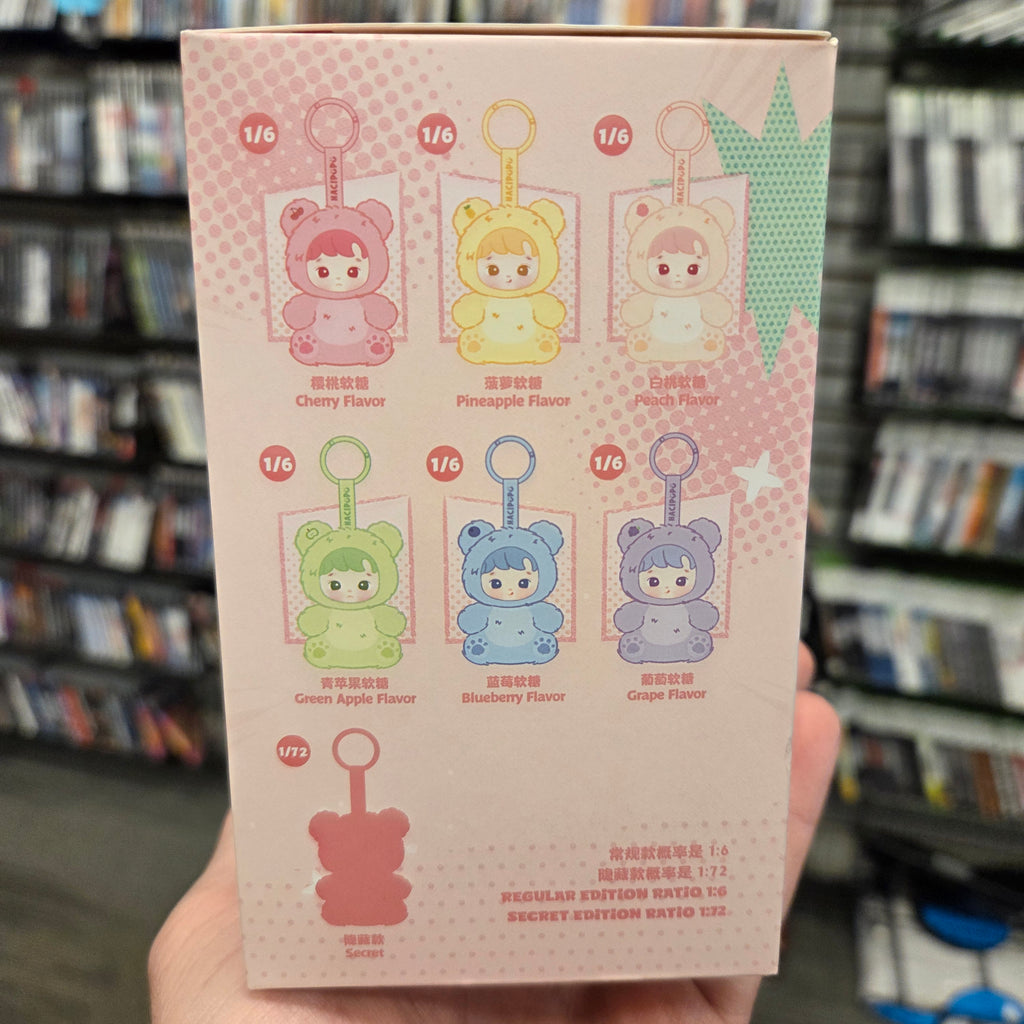 1/6
1/6
1/6
HACIPUPU
HACIPUPU
HACIPUPU
樱桃软糖
菠萝软糖
白桃软糖
Cherry Flavor
Pineapple Flavor
Peach Flavor
1/6
1/6
1/6
HACIPUPU
HACIPUPU
HACIPUPU
青苹果软糖
蓝莓软糖
葡萄软糖
Green Apple Flavor
Blueberry Flavor
Grape Flavor
1/72
常规款概率是 1:6
隐藏款概率是 1:72
REGULAR EDITION RATIO 1:6
SECRET EDITION RATIO 1:72
隐藏款
Secret